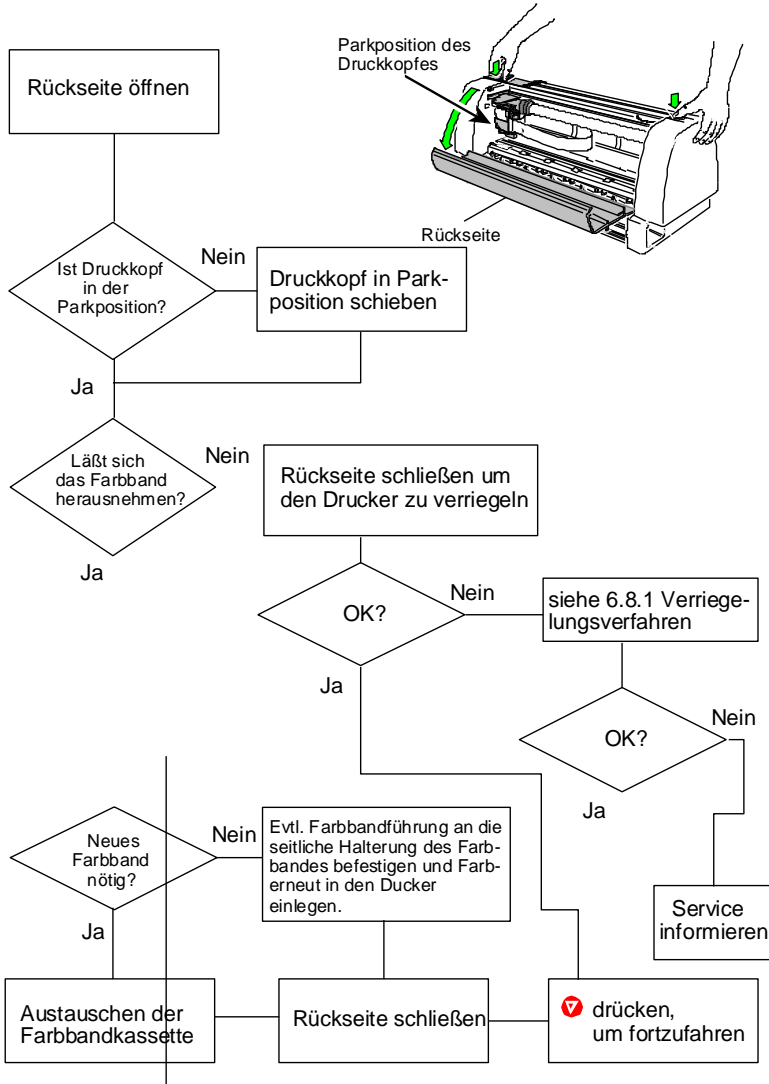 Parkposition des
Druckkopfes
Rückseite öffnen
Rückseite
Ist Druckkopf
in der
Parkposition?
Nein
Druckkopf in Park-
position schieben
Ja
Läßt sich
das Farbband
herausnehmen?
Nein
Rückseite schließen um
den Drucker zu verriegeln
Ja
OK?
Nein
siehe 6.8.1 Verriege-
lungsverfahren
Ja
OK?
Nein
Ja
Neues
Farbband
nötig?
Nein
Evtl. Farbbandführung an die
seitliche Halterung des Farb-
bandes befestigen und Farb-
erneut in den Ducker
einlegen.
Ja
Service
informieren
Austauschen der
Farbbandkassette
Rückseite schließen
drücken,
um fortzufahren